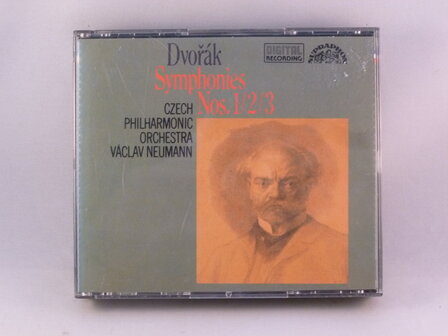 Dvořák
Symphonies
Nos. 1/2/3
CZECH
PHILHARMONIC
ORCHESTRA
VÁCLAV NEUMANN
DIGITAL
RECORDING
SUPRAPHON